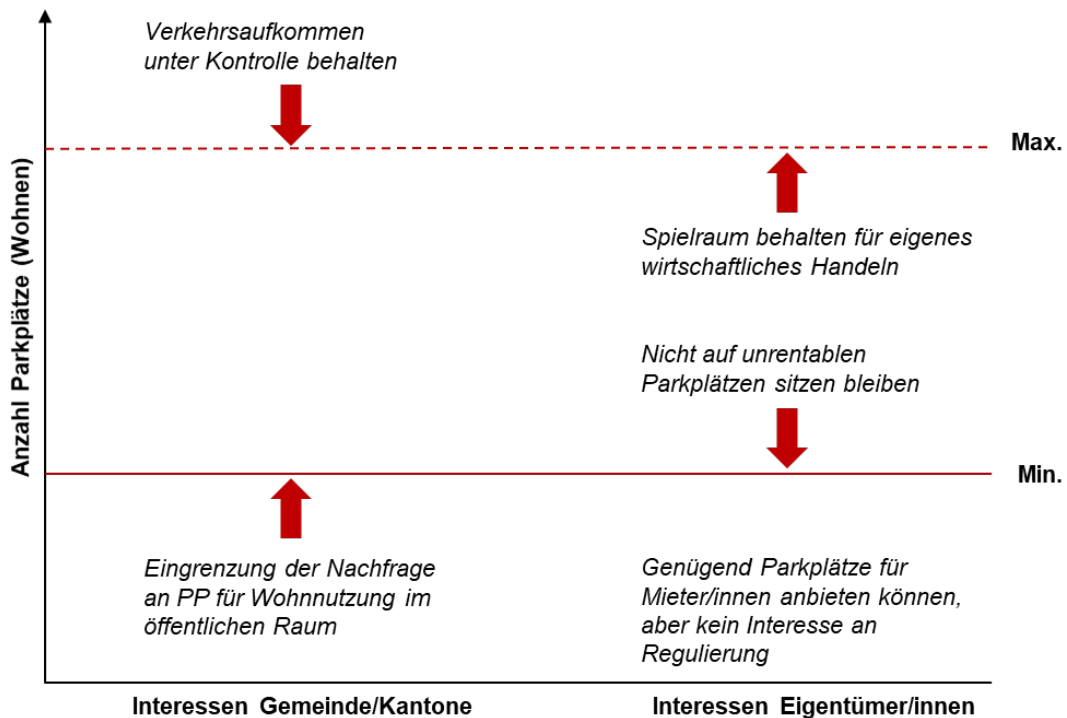 Verkehrsaufkommen
unter Kontrolle behalten
Max.
Anzahl Parkplätze (Wohnen)
Spielraum behalten für eigenes
wirtschaftliches Handeln
Nicht auf unrentablen
Parkplätzen sitzen bleiben
Min.
Eingrenzung der Nachfrage
an PP für Wohnnutzung im
öffentlichen Raum
Genügend Parkplätze für
Mieter/innen anbieten können,
aber kein Interesse an
Regulierung
Interessen Gemeinde/Kantone
Interessen Eigentümer/innen